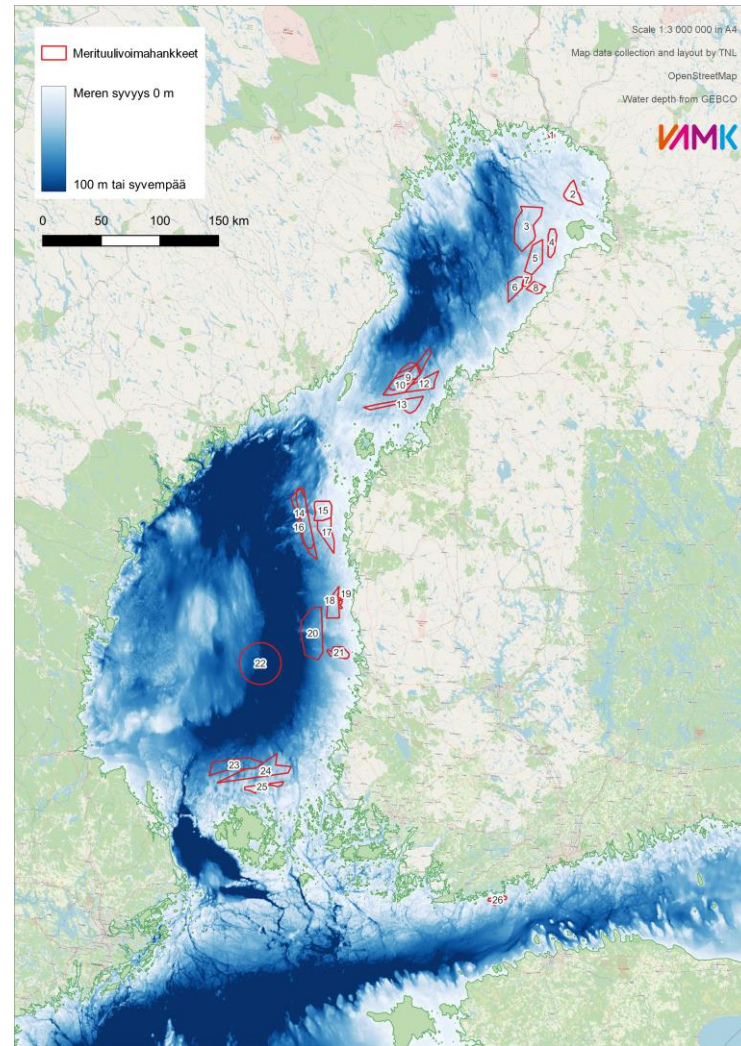 Merituulivoimahankkeet
Meren syvyys 0 m
100 m tai syvempää
0 50 100 150 km
Scale 1:3 000 000 in A4
Map data collection and layout by TNL
OpenStreetMap
Water depth from GEBCO
VAMK
1
2
3
4
5
6
7
8
9
10
12
13
14
15
16
17
18
19
20
21
22
23
24
25
26